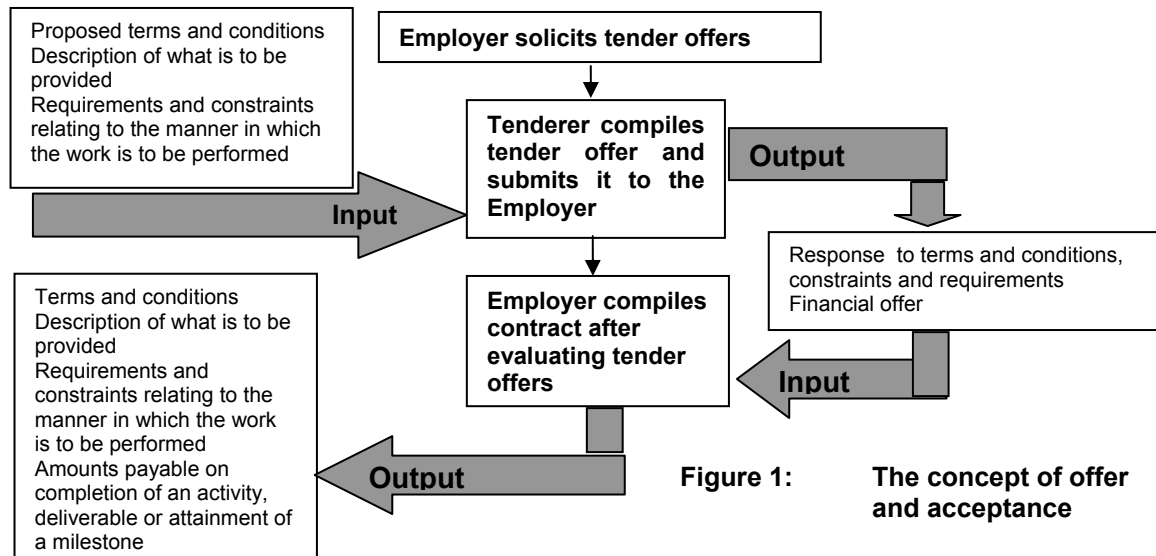 Proposed terms and conditions
Description of what is to be
provided
Requirements and constraints
relating to the manner in which
the work is to be performed
Employer solicits tender offers
Tenderer compiles
tender offer and
submits it to the
Employer
Output
Input
Response to terms and conditions,
constraints and requirements
Financial offer
Employer compiles
contract after
evaluating tender
offers
Input
Terms and conditions
Description of what is to be
provided
Requirements and
constraints relating to the
manner in which the work
is to be performed
Amounts payable on
completion of an activity,
deliverable or attainment of
a milestone
Output
Figure 1: The concept of offer
and acceptance